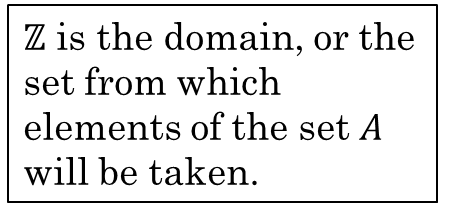 ℤ is the domain, or the
set from which
elements of the set A
will be taken.